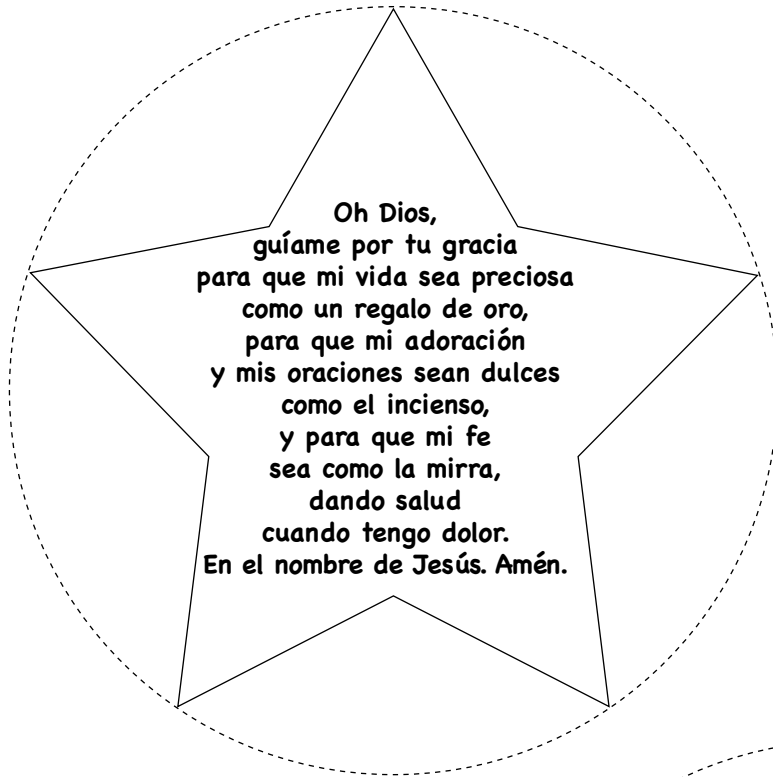 Oh Dios,
guíame por tu gracia
para que mi vida sea preciosa
como un regalo de oro,
para que mi adoración
y mis oraciones sean dulces
como el incienso,
y para que mi fe
sea como la mirra,
dando salud
cuando tengo dolor.
En el nombre de Jesús. Amén.